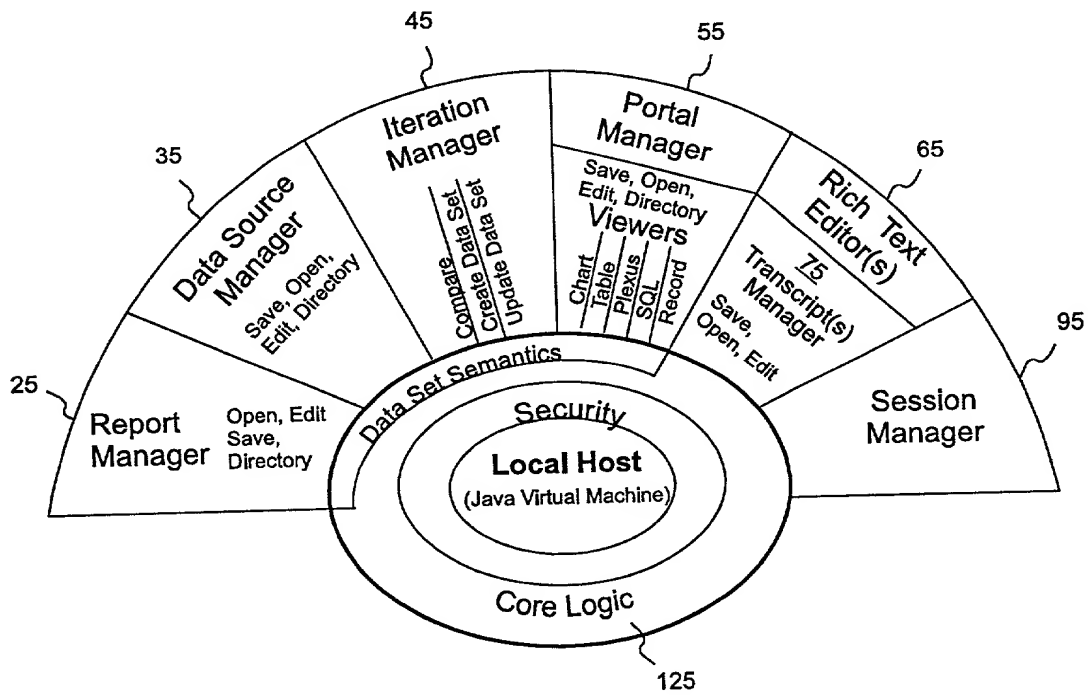 45
55
35
65
95
25
Report
Manager
Open, Edit
Save,
Directory
Data Source
Manager
Save, Open,
Edit, Directory
Iteration
Manager
Compare
Create Data Set
Update Data Set
Portal
Manager
Save, Open,
Edit, Directory
Viewers
Chart
Table
Plexus
SQL
Record
Rich Text
Editor(s)
75
Transcript(s)
Manager
Save,
Open, Edit
Session
Manager
Data Set Semantics
Security
Local Host
(Java Virtual Machine)
Core Logic
125